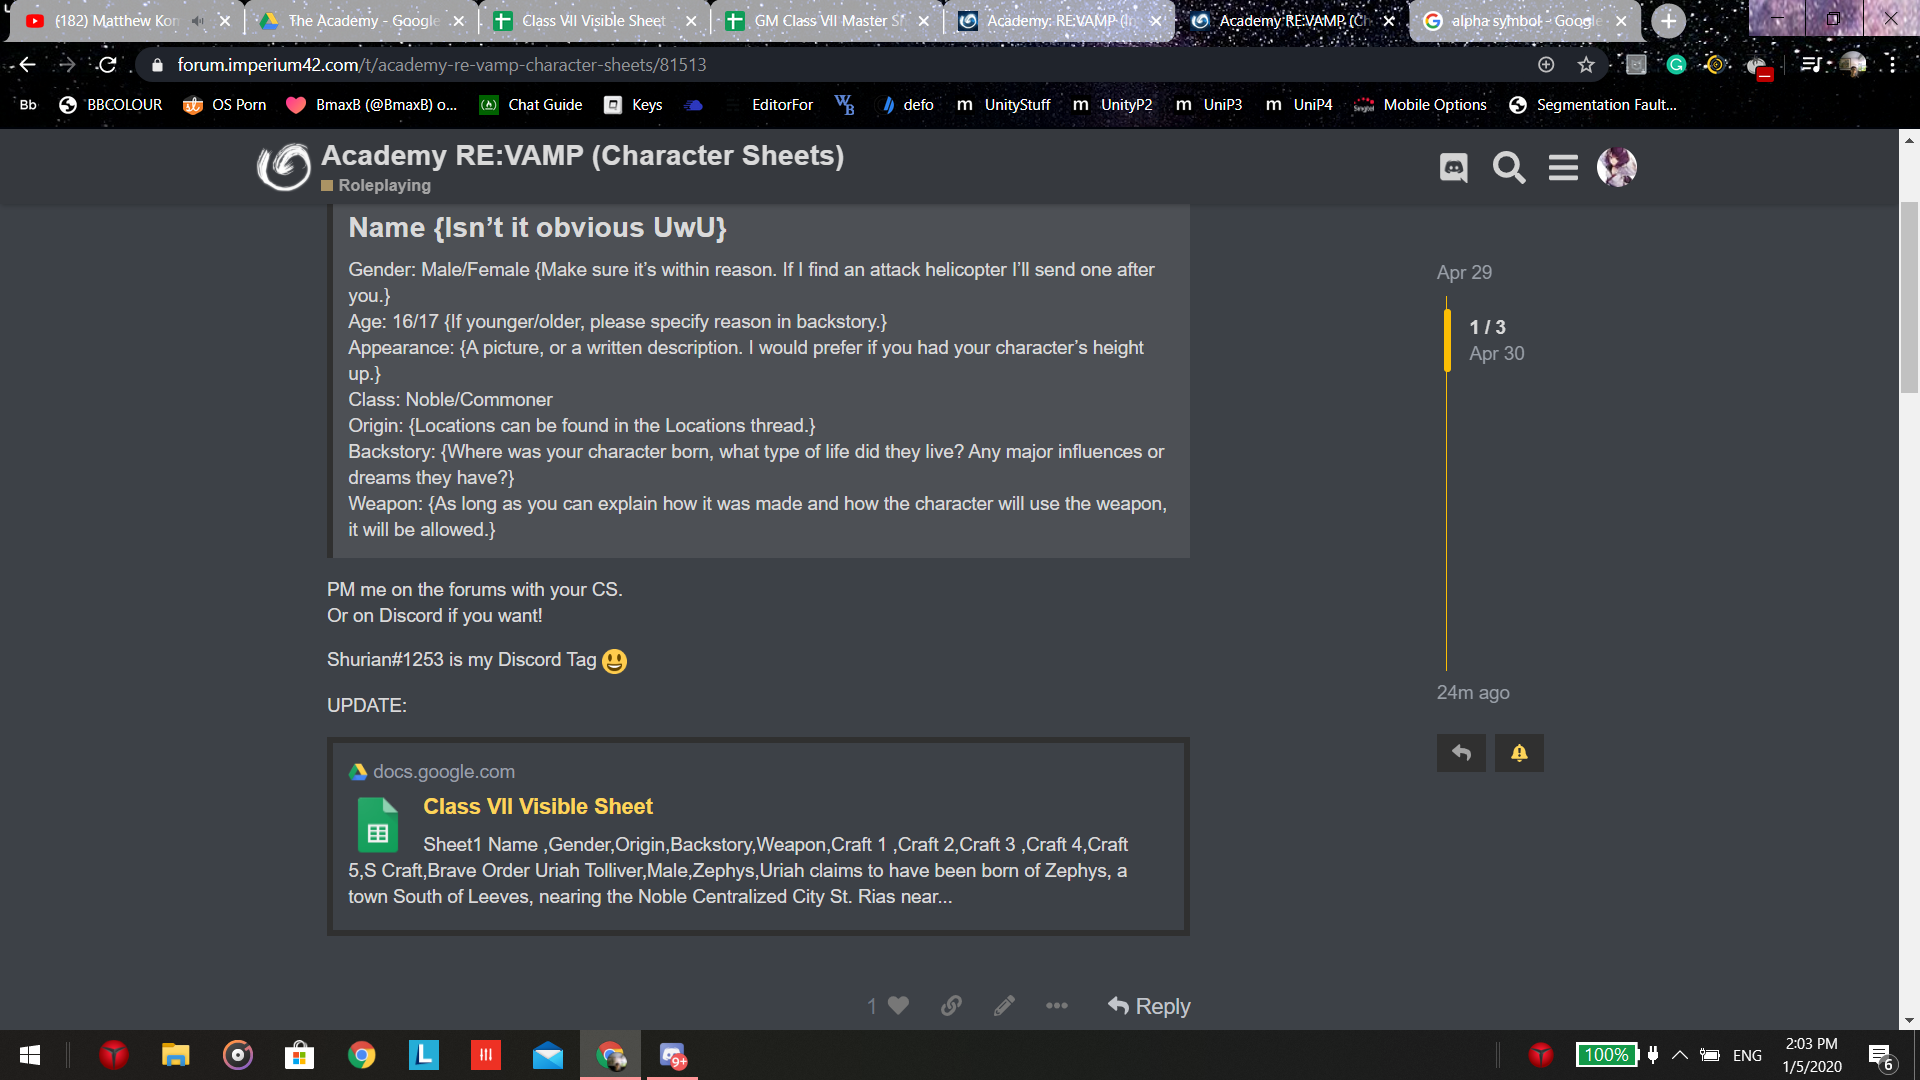 (182) Matthew Kon
The Academy - Google
Class VII Visible Sheet
GM Class VII Master Sh
Academy: RE:VAMP (In
Academy RE:VAMP (Ch
alpha symbol - Google
forum.imperium42.com/t/academy-re-vamp-character-sheets/81513
Bb
BBCOLOUR
OS Porn
BmaxB (@BmaxB) o...
Chat Guide
Keys
EditorFor
WB
defo
m UnityStuff
m UnityP2
m UniP3
m UniP4
Singtel Mobile Options
Segmentation Fault...
Academy RE:VAMP (Character Sheets)
Roleplaying
Name {Isn’t it obvious UwU}
Gender: Male/Female {Make sure it’s within reason. If I find an attack helicopter I’ll send one after
you.}
Age: 16/17 {If younger/older, please specify reason in backstory.}
Appearance: {A picture, or a written description. I would prefer if you had your character’s height
up.}
Class: Noble/Commoner
Origin: {Locations can be found in the Locations thread.}
Backstory: {Where was your character born, what type of life did they live? Any major influences or
dreams they have?}
Weapon: {As long as you can explain how it was made and how the character will use the weapon,
it will be allowed.}
Apr 29
1 / 3
Apr 30
24m ago
PM me on the forums with your CS.
Or on Discord if you want!
Shurian#1253 is my Discord Tag 😃
UPDATE:
docs.google.com
Class VII Visible Sheet
Sheet1 Name ,Gender,Origin,Backstory,Weapon,Craft 1 ,Craft 2,Craft 3 ,Craft 4,Craft
5,S Craft,Brave Order Uriah Tolliver,Male,Zephys,Uriah claims to have been born of Zephys, a
town South of Leeves, nearing the Noble Centralized City St. Rias near...
1
Reply
L
9+
100%
ENG
2:03 PM
1/5/2020
6